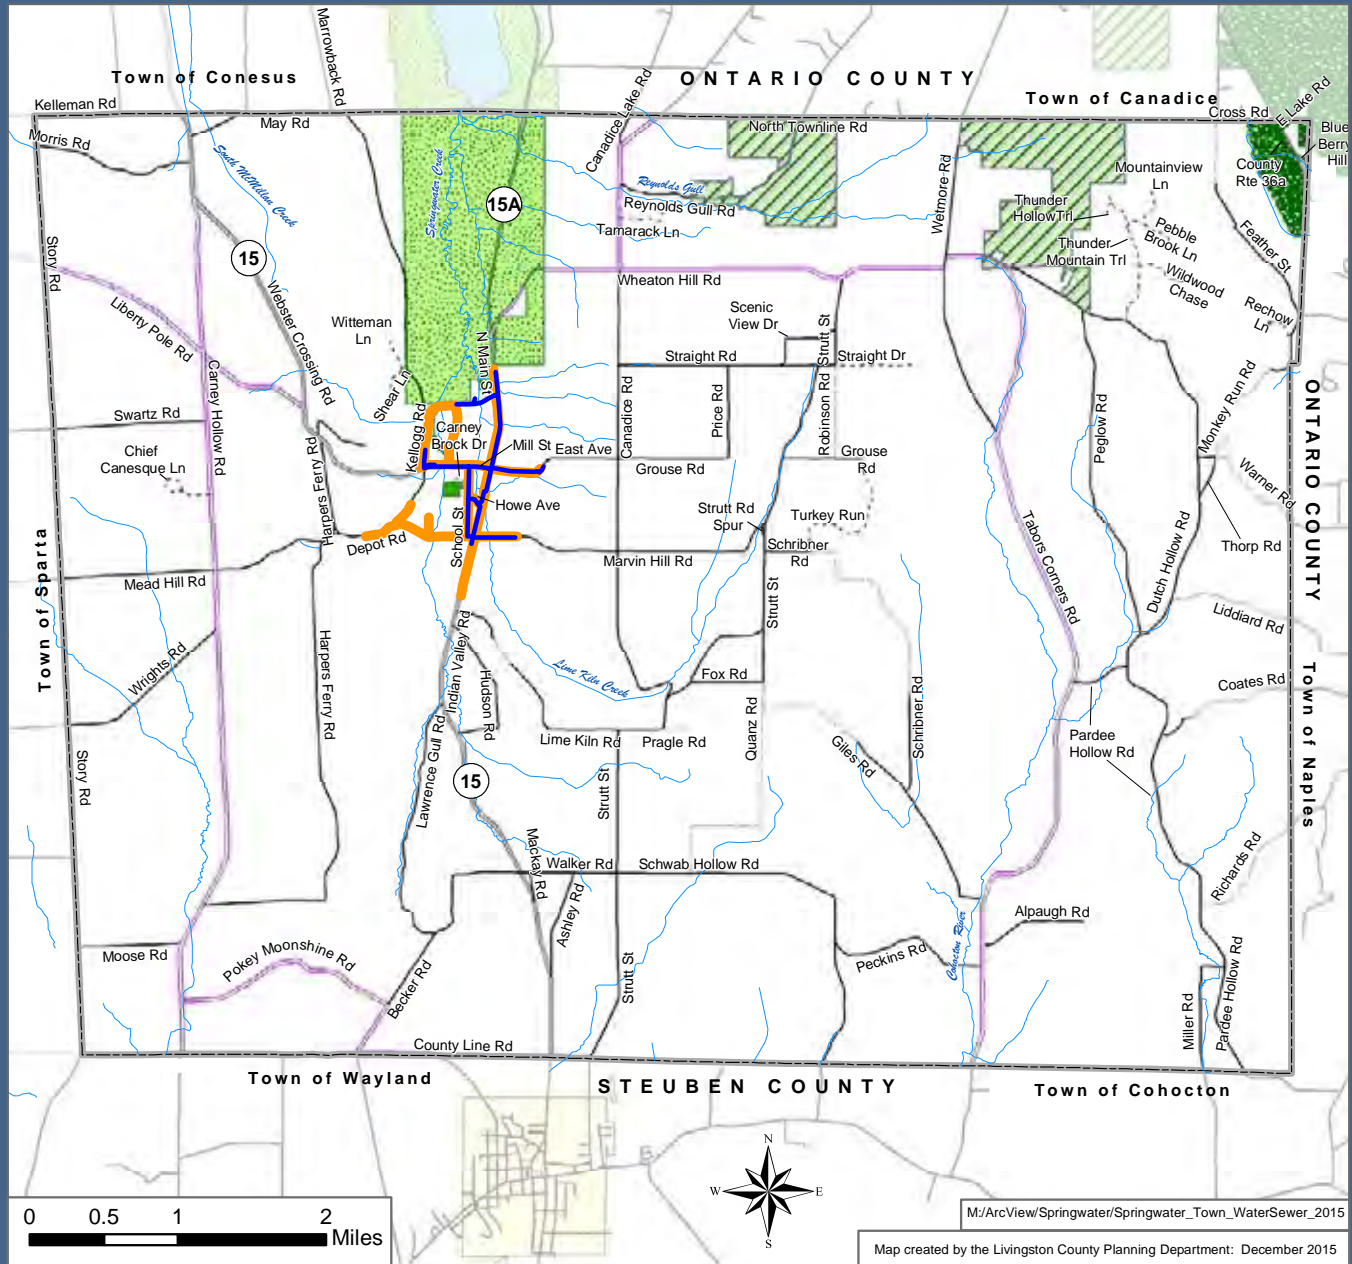 Town of Conesus
ONTARIO COUNTY
Town of Canadice
Kelleman Rd
Marrowback Rd
Canadice Lake Rd
Cross Rd
E Lake Rd
Morris Rd
May Rd
North Townline Rd
Blue
Berry
Hill
South McMillan Creek
Springwater Creek
15A
Reynolds Gull
Reynolds Gull Rd
Tamarack Ln
Wetmore Rd
Mountainview
Ln
County
Rte 36a
Thunder
HollowTrl
Thunder
Mountain Trl
Pebble
Brook Ln
Wildwood
Chase
Feather St
Rechow
Ln
Story Rd
15
Liberty Pole Rd
Webster Crossing Rd
Witteman
Ln
Wheaton Hill Rd
Scenic
View Dr
Strutt St
Straight Rd
Straight Dr
N Main St
Carney Hollow Rd
Shear Ln
Swartz Rd
Kellogg Rd
Carney
Brock Dr
Mill St
East Ave
Canadice Rd
Price Rd
Robinson Rd
Peglow Rd
Monkey Run Rd
ONTARIO COUNTY
Chief
Canesque Ln
Harpers Ferry Rd
Grouse Rd
Grouse
Rd
Warner Rd
Howe Ave
School St
Strutt Rd
Spur
Turkey Run
Depot Rd
Scribner
Rd
Marvin Hill Rd
Tabors Corners Rd
Thorp Rd
Dutch Hollow Rd
Town of Sparta
Mead Hill Rd
Strutt St
Liddiard Rd
Wrights Rd
Harpers Ferry Rd
Indian Valley Rd
Hudson Rd
Lime Kiln Creek
Fox Rd
Coates Rd
Town of Naples
Story Rd
Lawrence Gull Rd
Lime Kiln Rd
Pragle Rd
Quanz Rd
Giles Rd
Schribner Rd
Pardee
Hollow Rd
15
Strutt St
Mackay Rd
Walker Rd
Schwab Hollow Rd
Richards Rd
Ashley Rd
Alpaugh Rd
Moose Rd
Pokey Moonshine Rd
Becker Rd
Strutt St
Peckins Rd
Cohocton River
Miller Rd
Pardee Hollow Rd
County Line Rd
Town of Wayland
STEUBEN COUNTY
Town of Cohocton
N
W
E
S
0 0.5 1 2
Miles
M:/ArcView/Springwater/Springwater_Town_WaterSewer_2015
Map created by the Livingston County Planning Department: December 2015